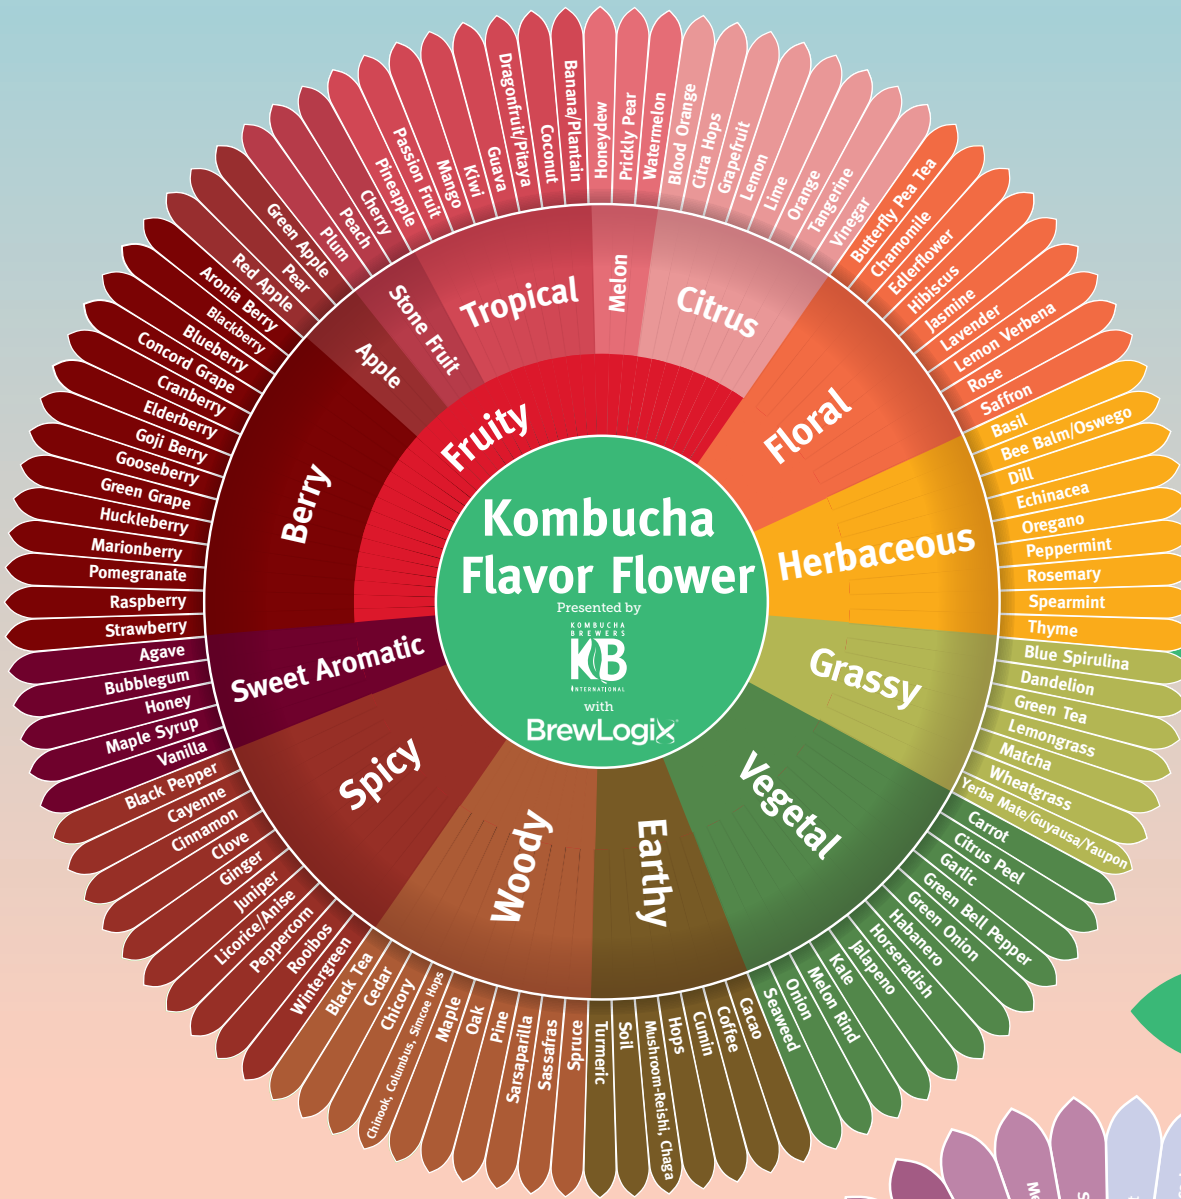 Kombucha
Flavor Flower
Presented by
KOMBUCHA
BREWERS
KB
INTERNATIONAL
with
BrewLogiX
Fruity
Berry
Apple
Stone Fruit
Tropical
Melon
Citrus
Floral
Herbaceous
Grassy
Vegetal
Earthy
Woody
Spicy
Sweet Aromatic
Strawberry
Raspberry
Pomegranate
Marionberry
Huckleberry
Green Grape
Gooseberry
Goji Berry
Elderberry
Cranberry
Concord Grape
Blueberry
Blackberry
Aronia Berry
Red Apple
Pear
Green Apple
Plum
Peach
Cherry
Pineapple
Passion Fruit
Mango
Kiwi
Guava
Dragonfruit/Pitaya
Coconut
Banana/Plantain
Honeydew
Prickly Pear
Watermelon
Blood Orange
Citra Hops
Grapefruit
Lemon
Lime
Orange
Tangerine
Vinegar
Butterfly Pea Tea
Chamomile
Edlerflower
Hibiscus
Jasmine
Lavender
Lemon Verbena
Rose
Saffron
Basil
Bee Balm/Oswego
Dill
Echinacea
Oregano
Peppermint
Rosemary
Spearmint
Thyme
Blue Spirulina
Dandelion
Green Tea
Lemongrass
Matcha
Wheatgrass
Yerba Mate/Guyausa/Yaupon
Carrot
Citrus Peel
Garlic
Green Bell Pepper
Green Onion
Habanero
Horseradish
Jalapeno
Kale
Melon Rind
Onion
Seaweed
Cacao
Coffee
Cumin
Hops
Mushroom-Reishi, Chaga
Soil
Turmeric
Spruce
Sassafras
Sarsaparilla
Pine
Oak
Maple
Chinook, Columbus, Simcoe Hops
Chicory
Cedar
Black Tea
Wintergreen
Rooibos
Peppercorn
Licorice/Anise
Juniper
Ginger
Clove
Cinnamon
Cayenne
Black Pepper
Vanilla
Maple Syrup
Honey
Bubblegum
Agave